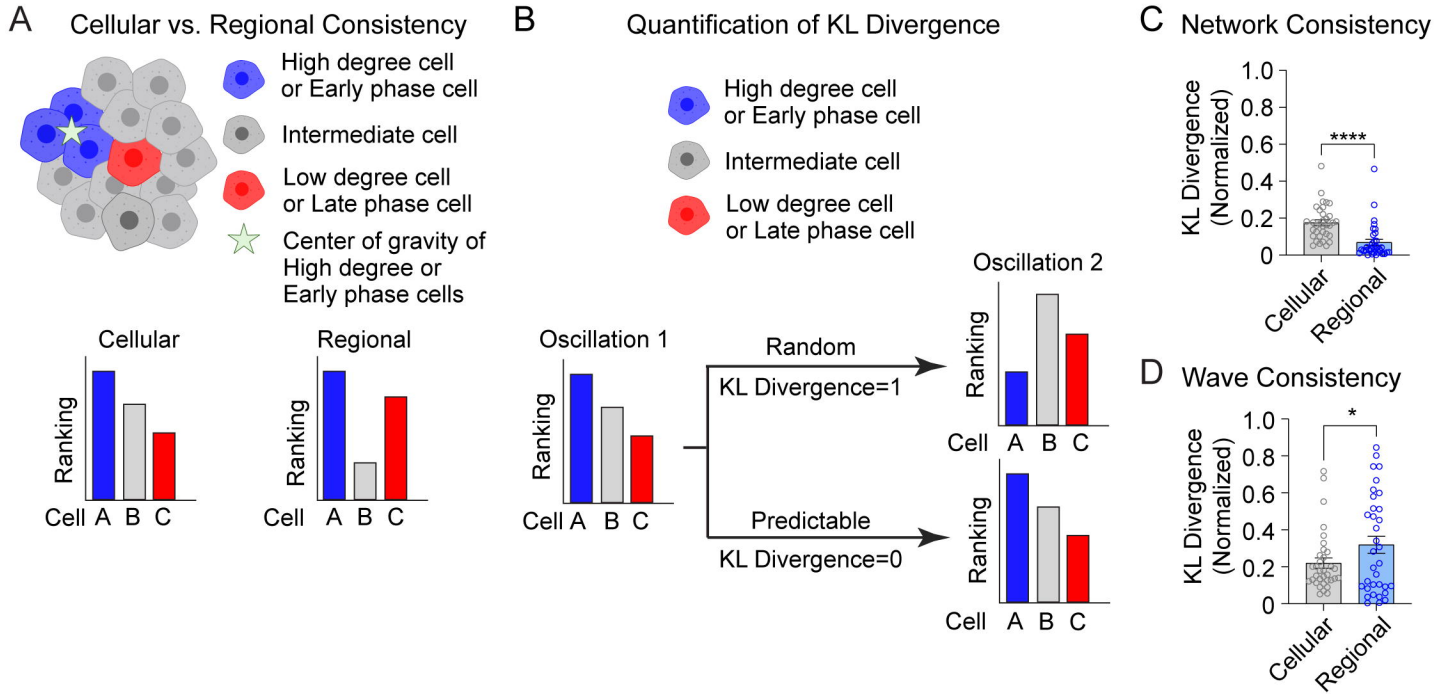 A Cellular vs. Regional Consistency
High degree cell
or Early phase cell
Intermediate cell
Low degree cell
or Late phase cell
Center of gravity of
High degree or
Early phase cells
Cellular
Ranking
Cell A B C
Regional
Ranking
Cell A B C
B Quantification of KL Divergence
High degree cell
or Early phase cell
Intermediate cell
Low degree cell
or Late phase cell
Oscillation 1
Ranking
Cell A B C
Random
KL Divergence=1
Predictable
KL Divergence=0
Oscillation 2
Ranking
Cell A B C
Ranking
Cell A B C
C Network Consistency
KL Divergence
(Normalized)
1.0
0.8
0.6
0.4
0.2
0
****
Cellular
Regional
D Wave Consistency
KL Divergence
(Normalized)
1.0
0.8
0.6
0.4
0.2
0
*
Cellular
Regional